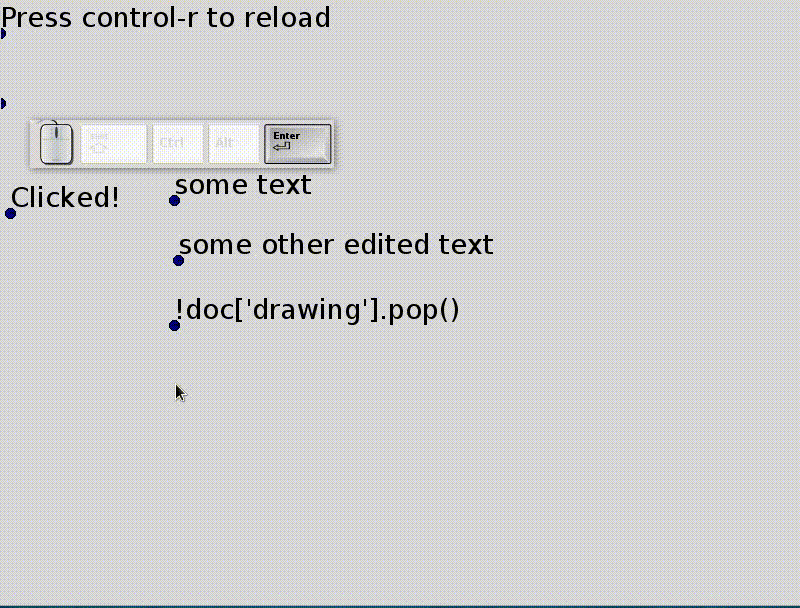 Press control-r to reload
Ctrl Alt Enter
Clicked!
some text
some other edited text
!doc['drawing'].pop()